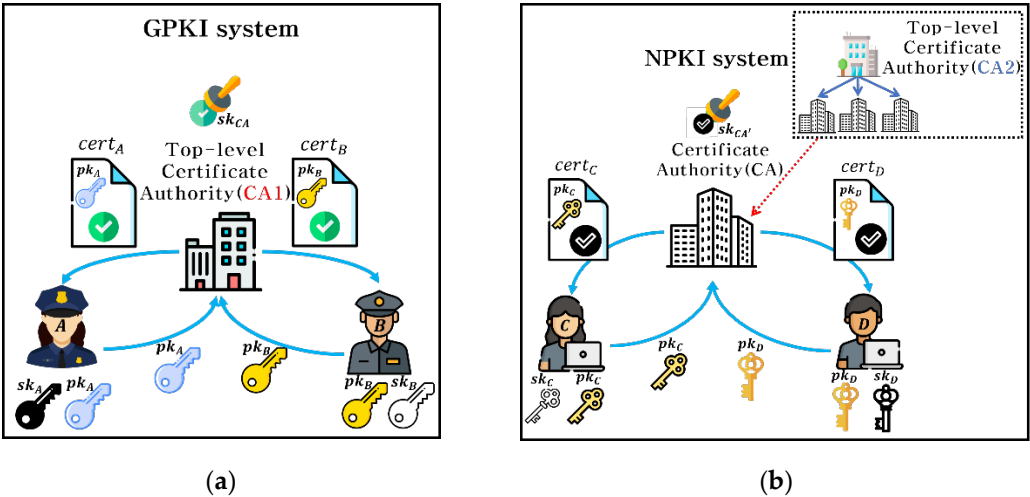 GPKI system
sk_CA
cert_A
cert_B
pk_A
pk_B
Top-level
Certificate
Authority(CA1)
A
B
pk_A
pk_B
sk_A
pk_A
pk_B
sk_B
(a)
NPKI system
Top-level
Certificate
Authority(CA2)
sk_CA'
Certificate
Authority(CA)
cert_C
cert_D
pk_C
pk_D
C
D
pk_C
pk_D
sk_C
pk_C
pk_D
sk_D
(b)